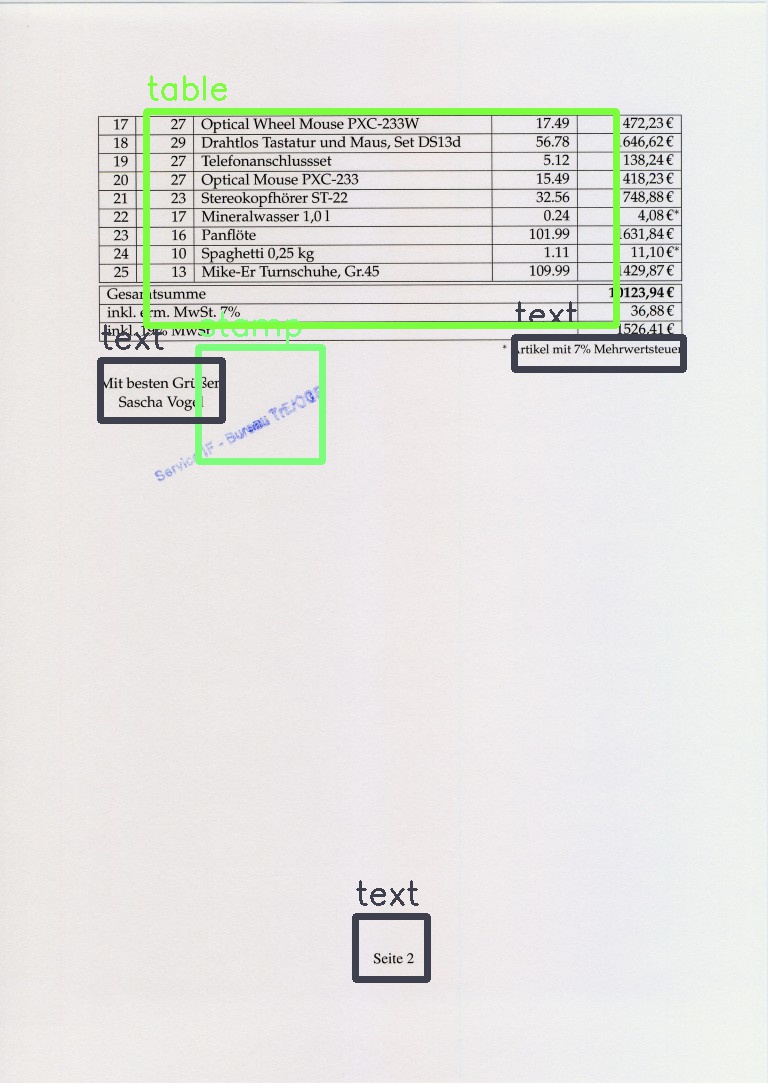 table
17 27 Optical Wheel Mouse PXC-233W 17.49 472,23 €
18 29 Drahtlos Tastatur und Maus, Set DS13d 56.78 1646,62 €
19 27 Telefonanschlussset 5.12 138,24 €
20 27 Optical Mouse PXC-233 15.49 418,23 €
21 23 Stereokopfhörer ST-22 32.56 748,88 €
22 17 Mineralwasser 1,0 l 0.24 4,08 €*
23 16 Panflöte 101.99 1631,84 €
24 10 Spaghetti 0,25 kg 1.11 11,10 €*
25 13 Mike-Er Turnschuhe, Gr.45 109.99 1429,87 €
Gesamtsumme 10123,94 €
inkl. erm. MwSt. 7% 36,88 €
inkl. 19% MwSt. 1526,41 €
text
stamp
text
* Artikel mit 7% Mehrwertsteuer
Mit besten Grüßen
Sascha Vogel
Service IF - Bureau
text
Seite 2